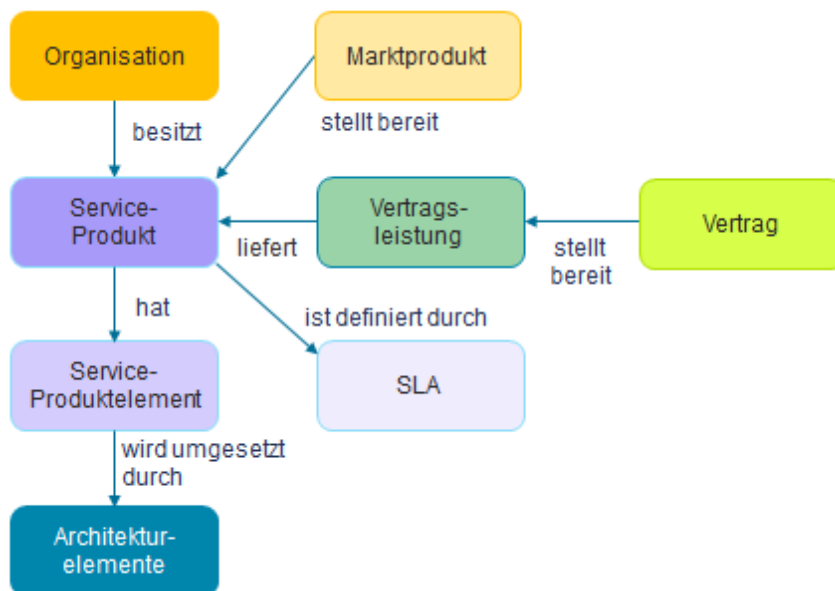 Organisation
Marktprodukt
besitzt
stellt bereit
Service-
Produkt
liefert
Vertrags-
leistung
stellt
bereit
Vertrag
hat
ist definiert durch
Service-
Produktelement
SLA
wird umgesetzt
durch
Architektur-
elemente